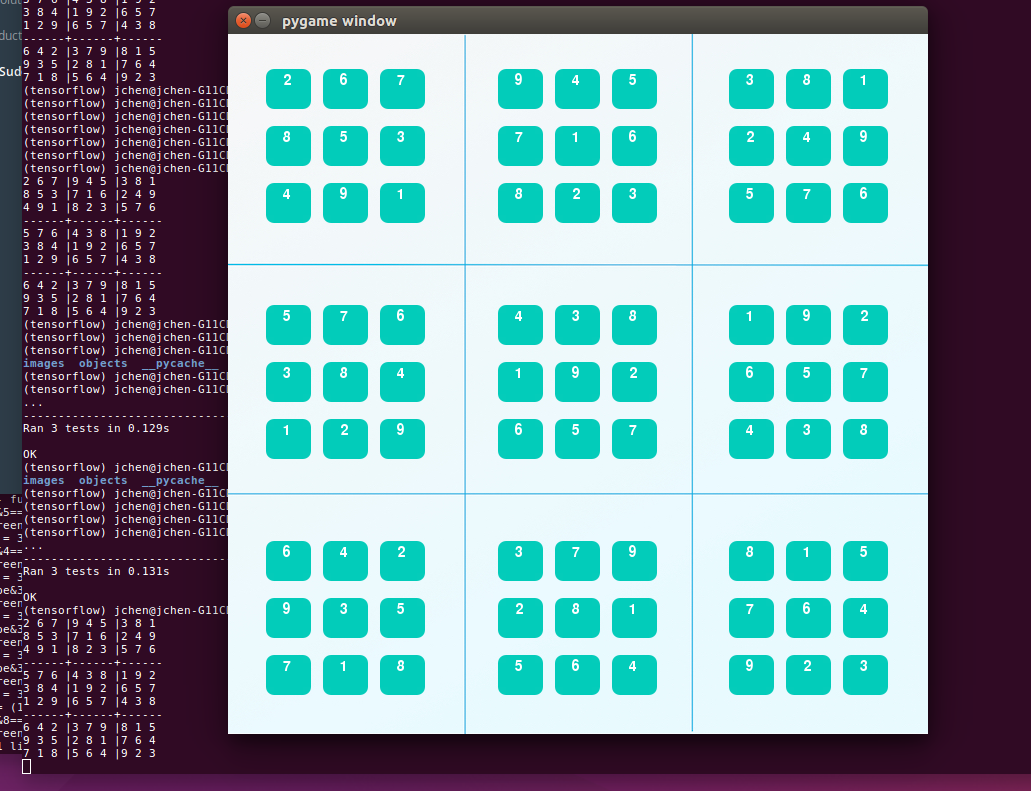 3 8 4 |1 9 2 |6 5 7
1 2 9 |6 5 7 |4 3 8
------+------+------
6 4 2 |3 7 9 |8 1 5
9 3 5 |2 8 1 |7 6 4
7 1 8 |5 6 4 |9 2 3
(tensorflow) jchen@jchen-G11C
(tensorflow) jchen@jchen-G11C
(tensorflow) jchen@jchen-G11C
(tensorflow) jchen@jchen-G11C
(tensorflow) jchen@jchen-G11C
(tensorflow) jchen@jchen-G11C
(tensorflow) jchen@jchen-G11C
2 6 7 |9 4 5 |3 8 1
8 5 3 |7 1 6 |2 4 9
4 9 1 |8 2 3 |5 7 6
------+------+------
5 7 6 |4 3 8 |1 9 2
3 8 4 |1 9 2 |6 5 7
1 2 9 |6 5 7 |4 3 8
------+------+------
6 4 2 |3 7 9 |8 1 5
9 3 5 |2 8 1 |7 6 4
7 1 8 |5 6 4 |9 2 3
(tensorflow) jchen@jchen-G11C
(tensorflow) jchen@jchen-G11C
(tensorflow) jchen@jchen-G11C
images objects __pycache__
(tensorflow) jchen@jchen-G11C
(tensorflow) jchen@jchen-G11C
...
-----------------------------
Ran 3 tests in 0.129s
OK
(tensorflow) jchen@jchen-G11C
images objects __pycache__
(tensorflow) jchen@jchen-G11C
(tensorflow) jchen@jchen-G11C
(tensorflow) jchen@jchen-G11C
(tensorflow) jchen@jchen-G11C
...
-----------------------------
Ran 3 tests in 0.131s
OK
(tensorflow) jchen@jchen-G11C
2 6 7 |9 4 5 |3 8 1
8 5 3 |7 1 6 |2 4 9
4 9 1 |8 2 3 |5 7 6
------+------+------
5 7 6 |4 3 8 |1 9 2
3 8 4 |1 9 2 |6 5 7
1 2 9 |6 5 7 |4 3 8
------+------+------
6 4 2 |3 7 9 |8 1 5
9 3 5 |2 8 1 |7 6 4
7 1 8 |5 6 4 |9 2 3
pygame window
2 6 7 9 4 5 3 8 1
8 5 3 7 1 6 2 4 9
4 9 1 8 2 3 5 7 6
5 7 6 4 3 8 1 9 2
3 8 4 1 9 2 6 5 7
1 2 9 6 5 7 4 3 8
6 4 2 3 7 9 8 1 5
9 3 5 2 8 1 7 6 4
7 1 8 5 6 4 9 2 3